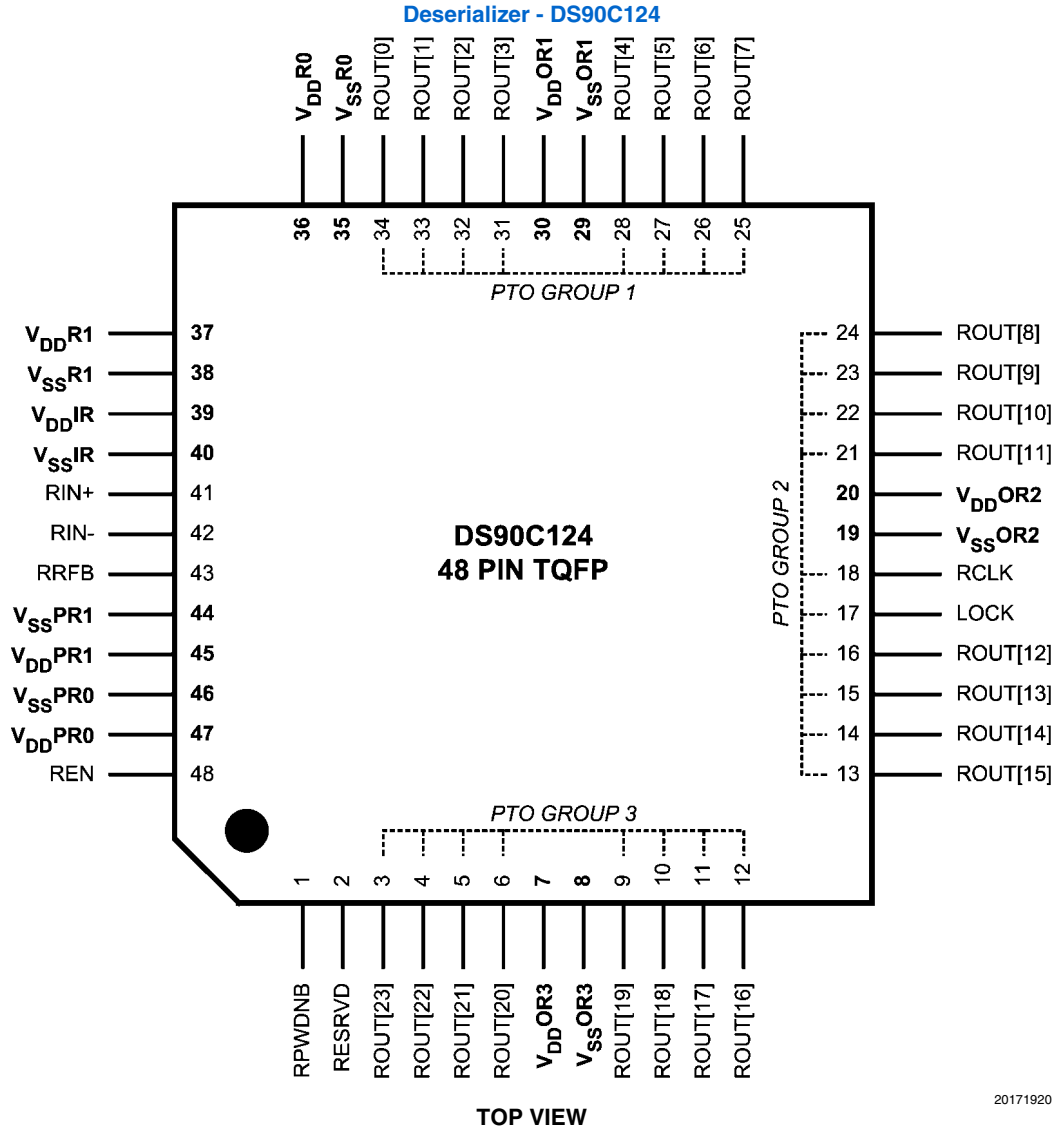 Deserializer - DS90C124
VDDR0
VSSR0
ROUT[0]
ROUT[1]
ROUT[2]
ROUT[3]
VDDOR1
VSSOR1
ROUT[4]
ROUT[5]
ROUT[6]
ROUT[7]
36 35 34 33 32 31 30 29 28 27 26 25
PTO GROUP 1
VDDR1 37
VSSR1 38
VDDIR 39
VSSIR 40
RIN+ 41
RIN- 42
RRFB 43
VSSPR1 44
VDDPR1 45
VSSPR0 46
VDDPR0 47
REN 48
DS90C124
48 PIN TQFP
PTO GROUP 2
24 ROUT[8]
23 ROUT[9]
22 ROUT[10]
21 ROUT[11]
20 VDDOR2
19 VSSOR2
18 RCLK
17 LOCK
16 ROUT[12]
15 ROUT[13]
14 ROUT[14]
13 ROUT[15]
PTO GROUP 3
1 2 3 4 5 6 7 8 9 10 11 12
RPWDNB
RESRVD
ROUT[23]
ROUT[22]
ROUT[21]
ROUT[20]
VDDOR3
VSSOR3
ROUT[19]
ROUT[18]
ROUT[17]
ROUT[16]
20171920
TOP VIEW